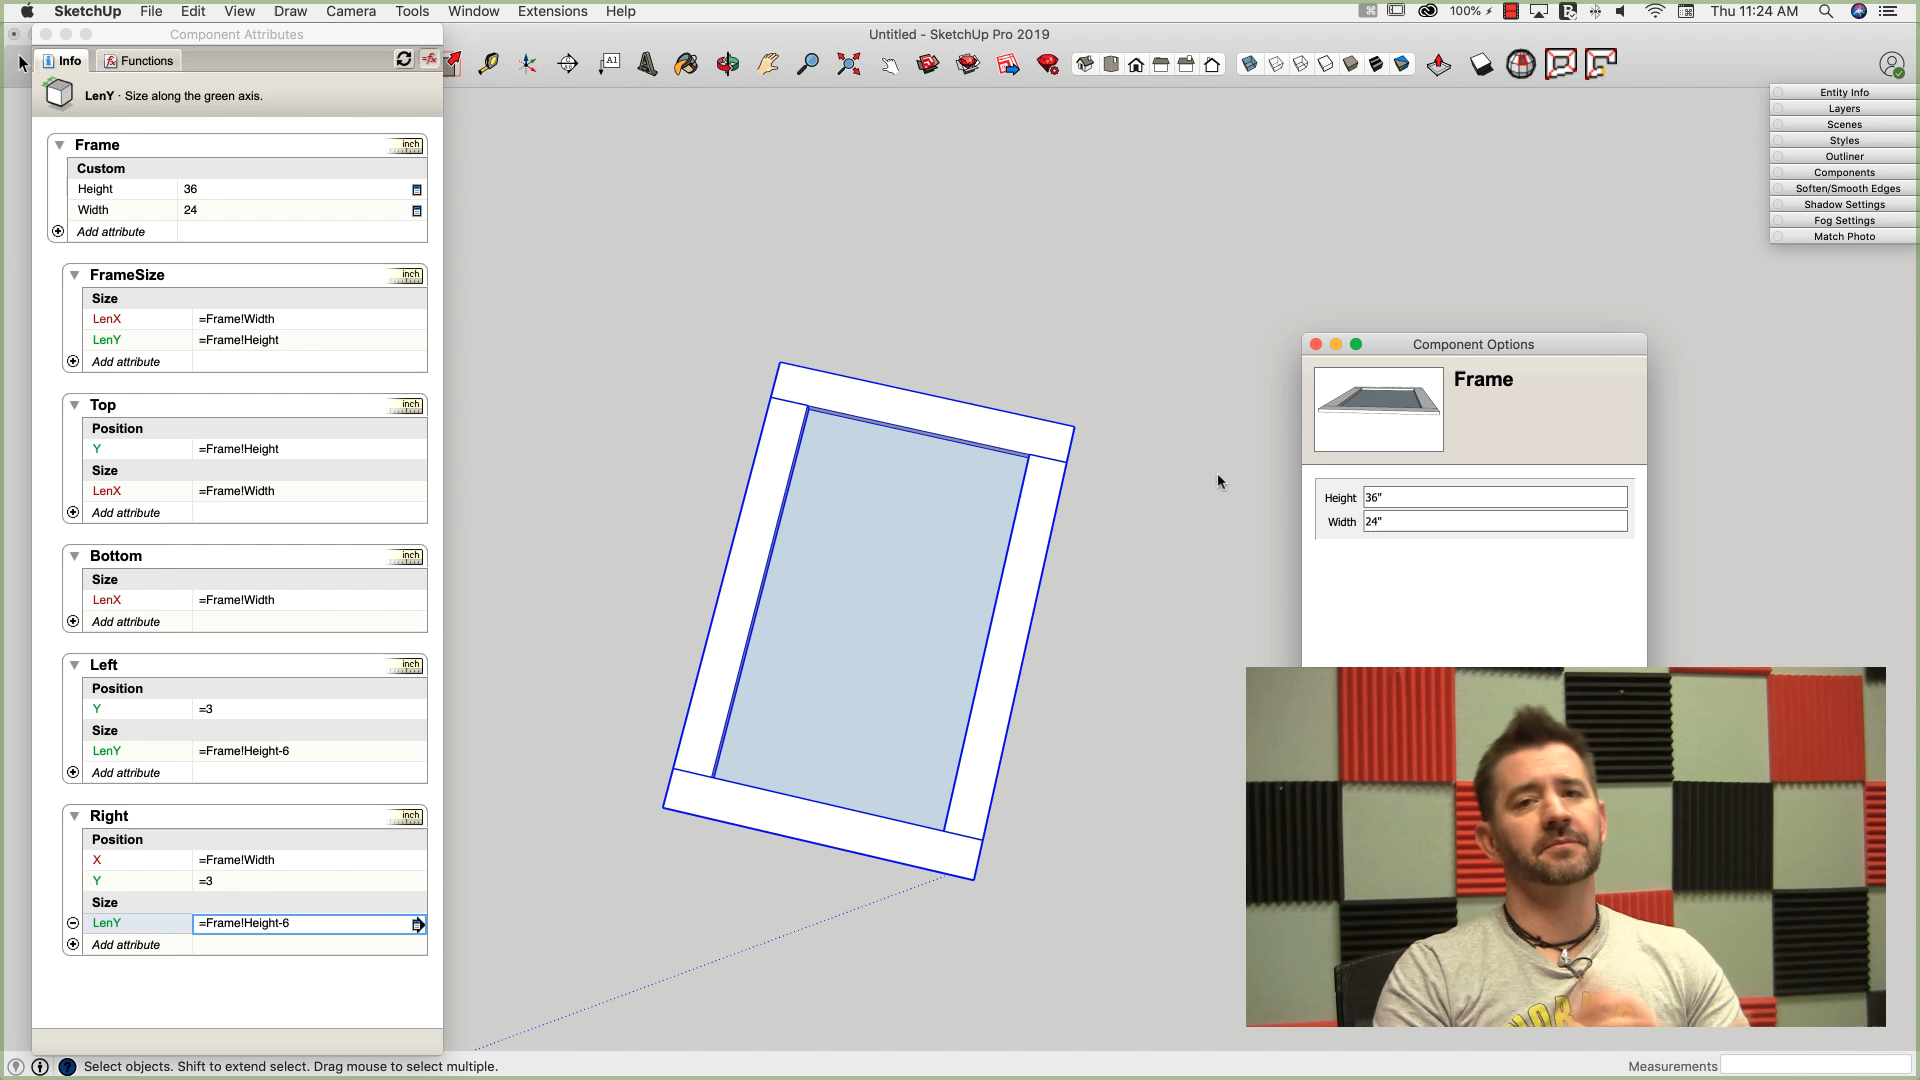 SketchUp File Edit View Draw Camera Tools Window Extensions Help 100% Thu 11:24 AM
Component Attributes Untitled - SketchUp Pro 2019
Info Functions
LenY · Size along the green axis.
Frame inch
Custom
Height 36
Width 24
Add attribute
FrameSize inch
Size
LenX =Frame!Width
LenY =Frame!Height
Add attribute
Top inch
Position
Y =Frame!Height
Size
LenX =Frame!Width
Add attribute
Bottom inch
Size
LenX =Frame!Width
Add attribute
Left inch
Position
Y =3
Size
LenY =Frame!Height-6
Add attribute
Right inch
Position
X =Frame!Width
Y =3
Size
LenY =Frame!Height-6
Add attribute
Entity Info
Layers
Scenes
Styles
Outliner
Components
Soften/Smooth Edges
Shadow Settings
Fog Settings
Match Photo
Component Options
Frame
Height 36"
Width 24"
Select objects. Shift to extend select. Drag mouse to select multiple. Measurements